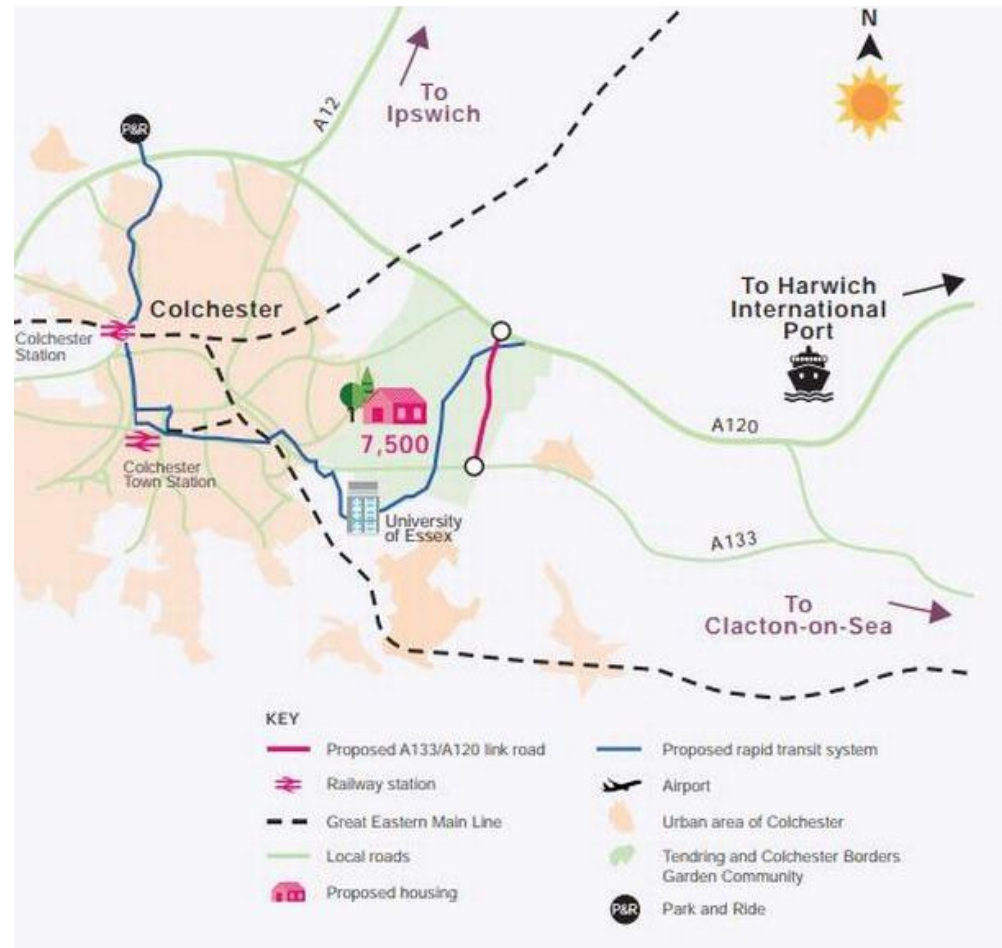 N
P&R
A12
To
Ipswich
Colchester
To Harwich
International
Port
Colchester
Station
7,500
A120
Colchester
Town Station
University
of Essex
A133
To
Clacton-on-Sea
KEY
Proposed A133/A120 link road
Railway station
Great Eastern Main Line
Local roads
Proposed housing
Proposed rapid transit system
Airport
Urban area of Colchester
Tendring and Colchester Borders
Garden Community
P&R Park and Ride